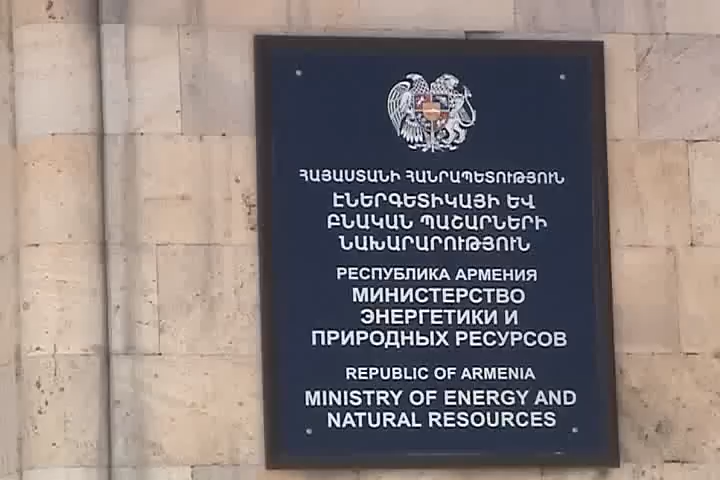 ՀԱՅԱՍՏԱՆԻ ՀԱՆՐԱՊԵՏՈՒԹՅՈՒՆ
ԷՆԵՐԳԵՏԻԿԱՅԻ ԵՎ
ԲՆԱԿԱՆ ՊԱՇԱՐՆԵՐԻ
ՆԱԽԱՐԱՐՈՒԹՅՈՒՆ
РЕСПУБЛИКА АРМЕНИЯ
МИНИСТЕРСТВО
ЭНЕРГЕТИКИ И
ПРИРОДНЫХ РЕСУРСОВ
REPUBLIC OF ARMENIA
MINISTRY OF ENERGY AND
NATURAL RESOURCES